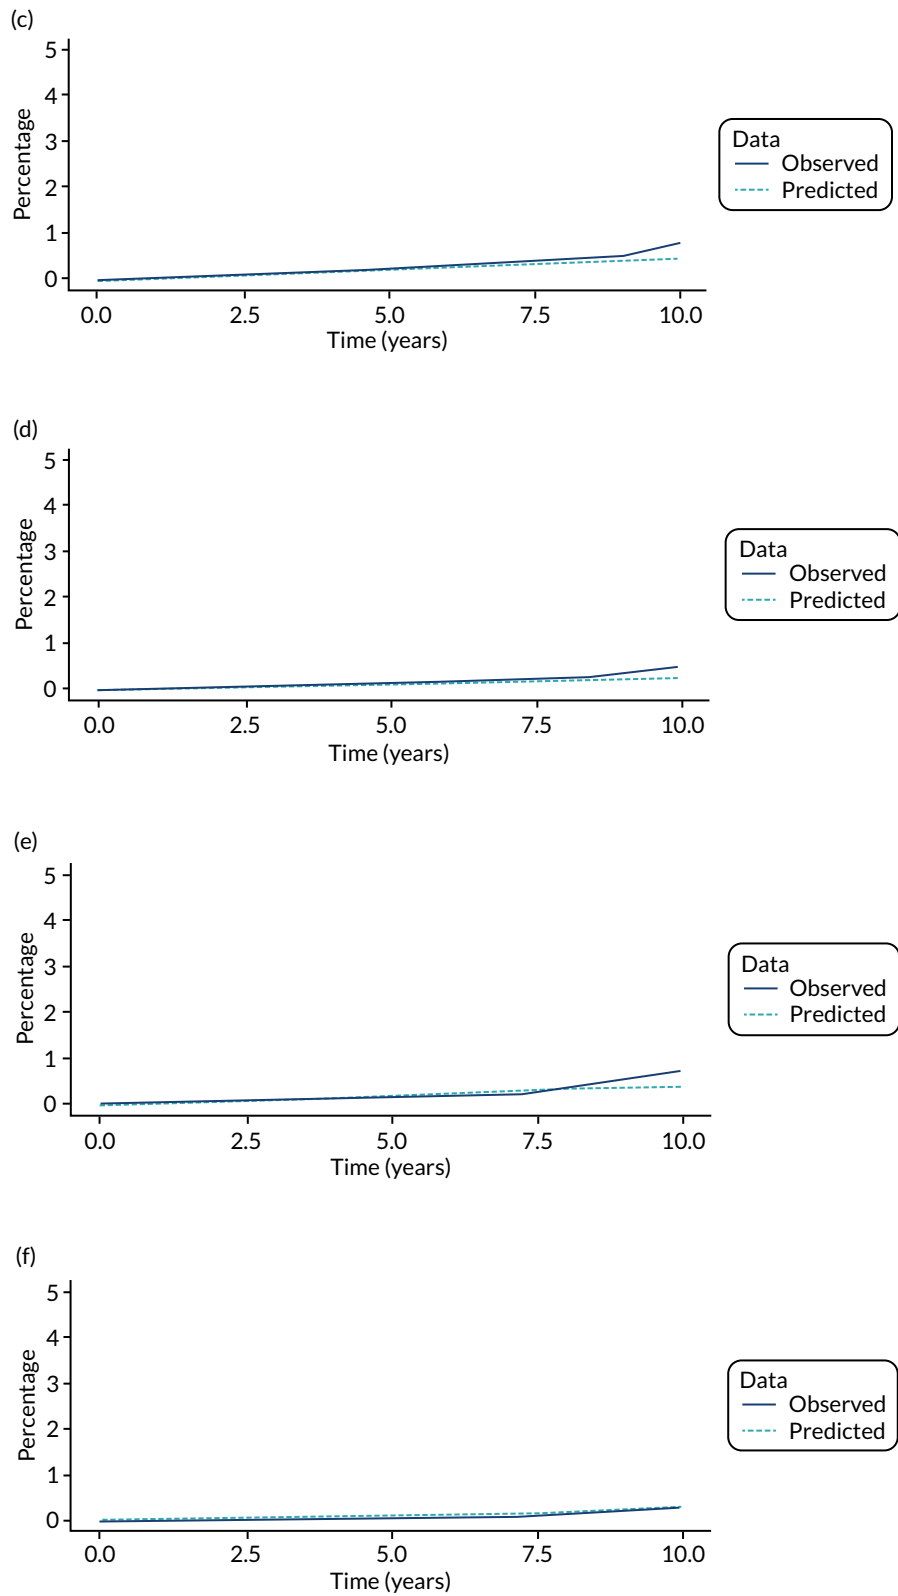 (c)
5
4
3
2
1
0
Percentage
0.0 2.5 5.0 7.5 10.0
Time (years)
Data
Observed
Predicted
(d)
5
4
3
2
1
0
Percentage
0.0 2.5 5.0 7.5 10.0
Time (years)
Data
Observed
Predicted
(e)
5
4
3
2
1
0
Percentage
0.0 2.5 5.0 7.5 10.0
Time (years)
Data
Observed
Predicted
(f)
5
4
3
2
1
0
Percentage
0.0 2.5 5.0 7.5 10.0
Time (years)
Data
Observed
Predicted